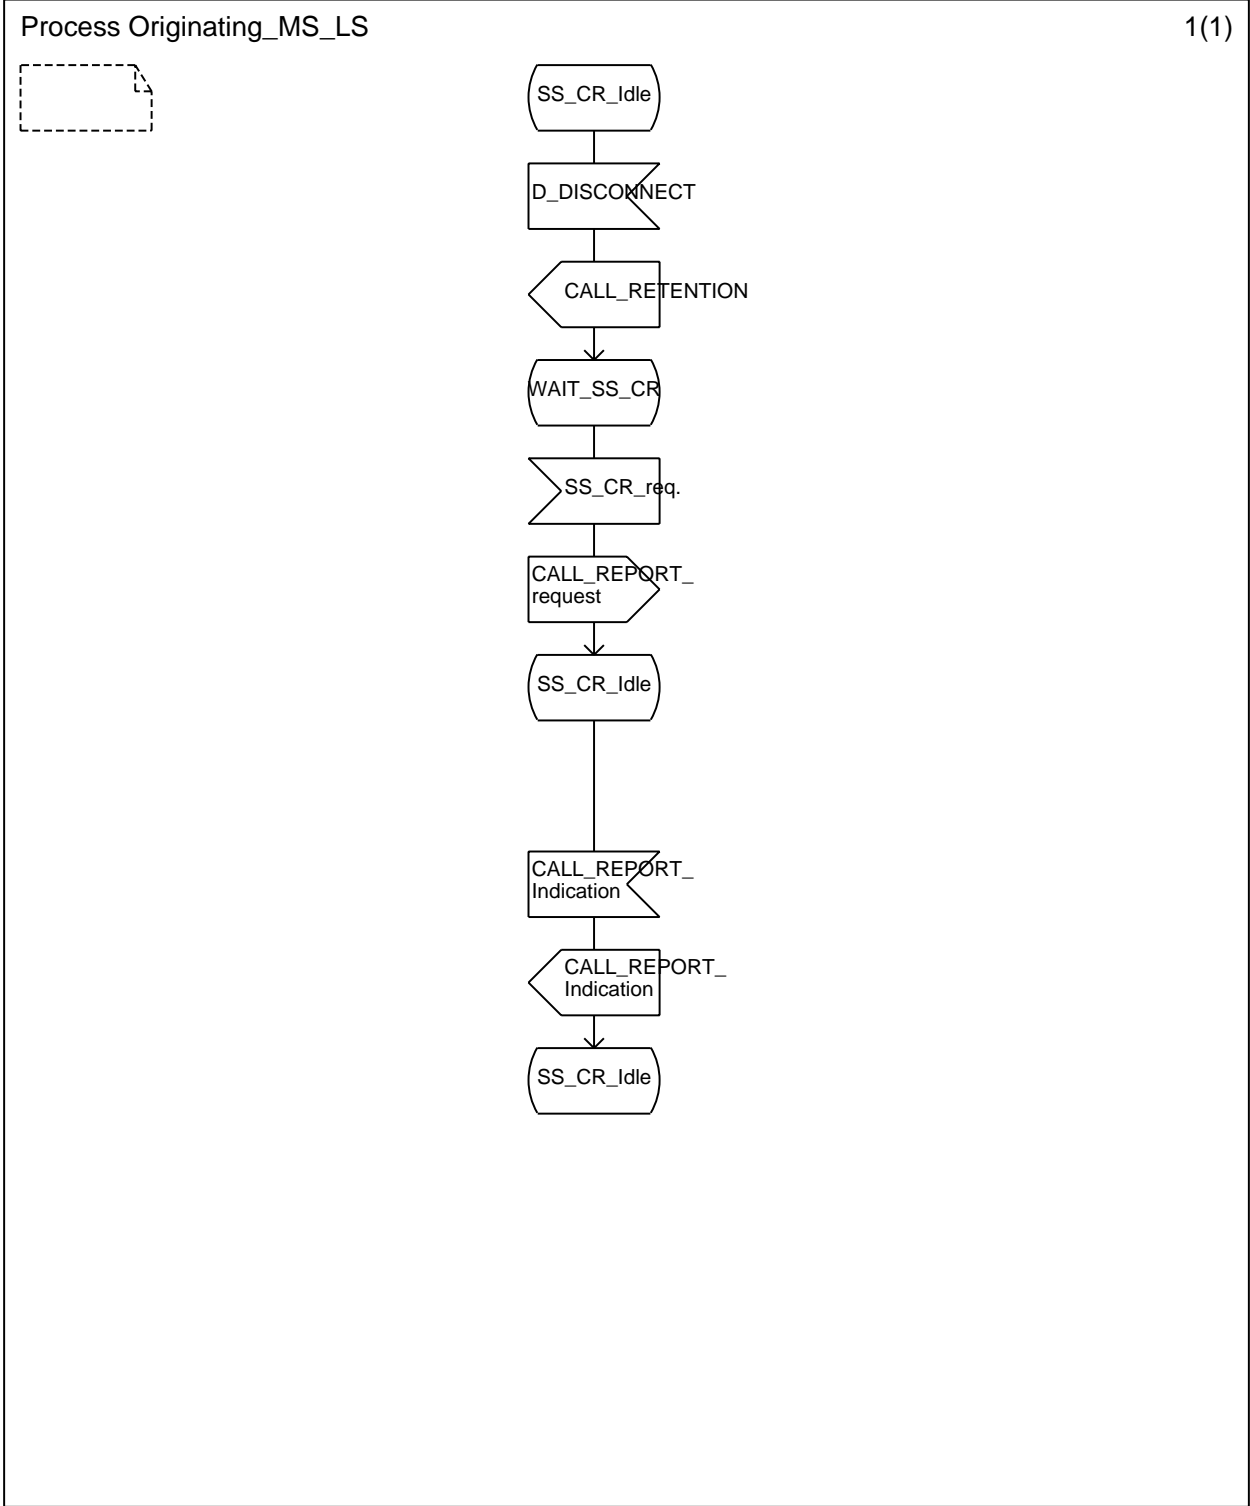 Process Originating_MS_LS
1(1)
SS_CR_Idle
D_DISCONNECT
CALL_RETENTION
WAIT_SS_CR
SS_CR_req.
CALL_REPORT_
request
SS_CR_Idle
CALL_REPORT_
Indication
CALL_REPORT_
Indication
SS_CR_Idle